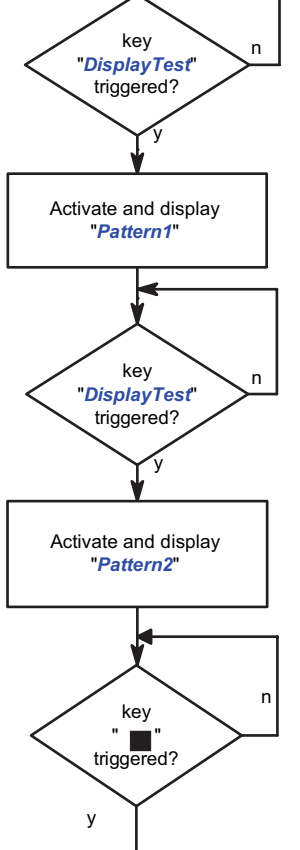 key
n
"DisplayTest"
triggered?
y
Activate and display
"Pattern1"
key
n
"DisplayTest"
triggered?
y
Activate and display
"Pattern2"
n
key
" ■ "
triggered?
y